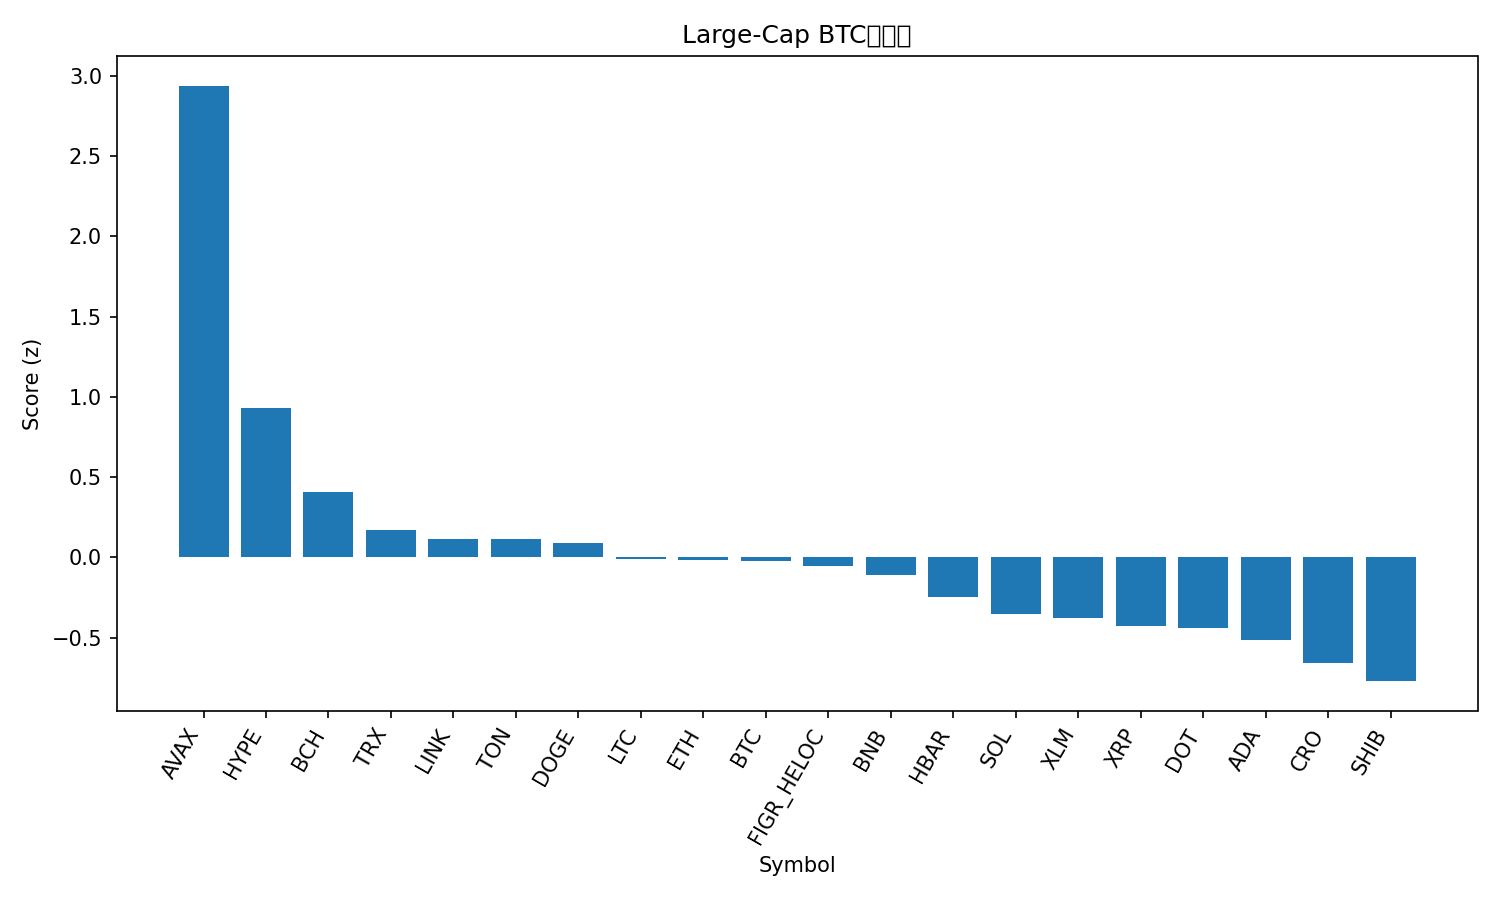 Large-Cap BTC
3.0
2.5
2.0
1.5
1.0
0.5
0.0
−0.5
Score (z)
AVAX
HYPE
BCH
TRX
LINK
TON
DOGE
LTC
ETH
BTC
FIGR_HELOC
BNB
HBAR
SOL
XLM
XRP
DOT
ADA
CRO
SHIB
Symbol